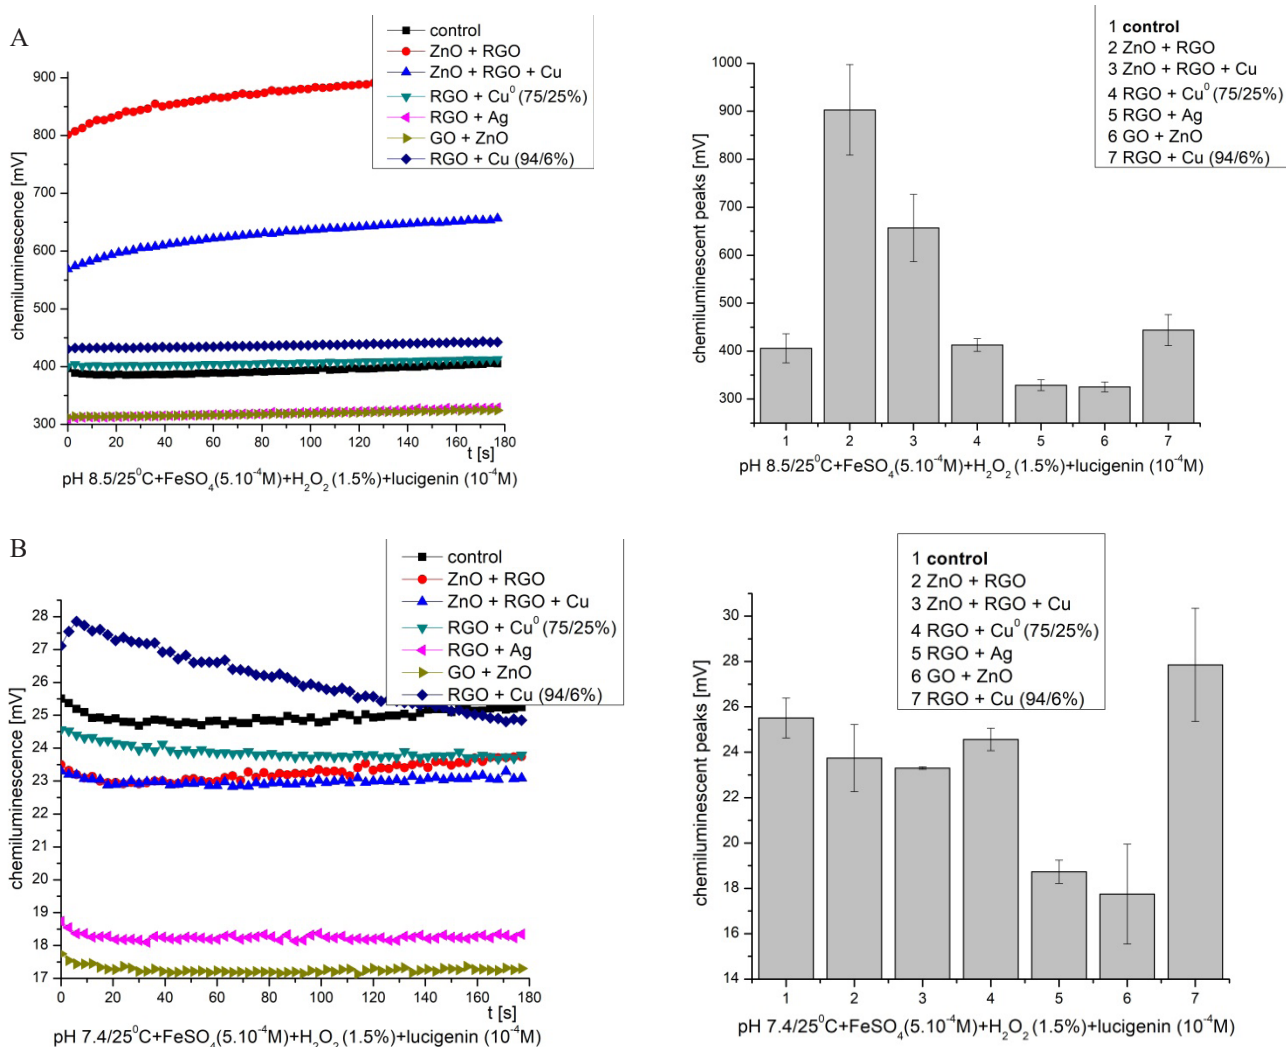 A
control
ZnO + RGO
ZnO + RGO + Cu
RGO + Cu⁰ (75/25%)
RGO + Ag
GO + ZnO
RGO + Cu (94/6%)
900
800
700
600
500
400
300
chemiluminescence [mV]
0 20 40 60 80 100 120 140 160 180
t [s]
pH 8.5/25⁰C+FeSO₄(5.10⁻⁴M)+H₂O₂ (1.5%)+lucigenin (10⁻⁴M)
1 control
2 ZnO + RGO
3 ZnO + RGO + Cu
4 RGO + Cu⁰ (75/25%)
5 RGO + Ag
6 GO + ZnO
7 RGO + Cu (94/6%)
1000
900
800
700
600
500
400
300
chemiluminescent peaks [mV]
1 2 3 4 5 6 7
pH 8.5/25⁰C+FeSO₄(5.10⁻⁴M)+H₂O₂ (1.5%)+lucigenin (10⁻⁴M)
B
control
ZnO + RGO
ZnO + RGO + Cu
RGO + Cu⁰ (75/25%)
RGO + Ag
GO + ZnO
RGO + Cu (94/6%)
28
27
26
25
24
23
22
21
20
19
18
17
chemiluminescence [mV]
0 20 40 60 80 100 120 140 160 180
t [s]
pH 7.4/25⁰C+FeSO₄(5.10⁻⁴M)+H₂O₂ (1.5%)+lucigenin (10⁻⁴M)
1 control
2 ZnO + RGO
3 ZnO + RGO + Cu
4 RGO + Cu⁰ (75/25%)
5 RGO + Ag
6 GO + ZnO
7 RGO + Cu (94/6%)
30
28
26
24
22
20
18
16
14
chemiluminescent peaks [mV]
1 2 3 4 5 6 7
pH 7.4/25⁰C+FeSO₄(5.10⁻⁴M)+H₂O₂ (1.5%)+lucigenin (10⁻⁴M)